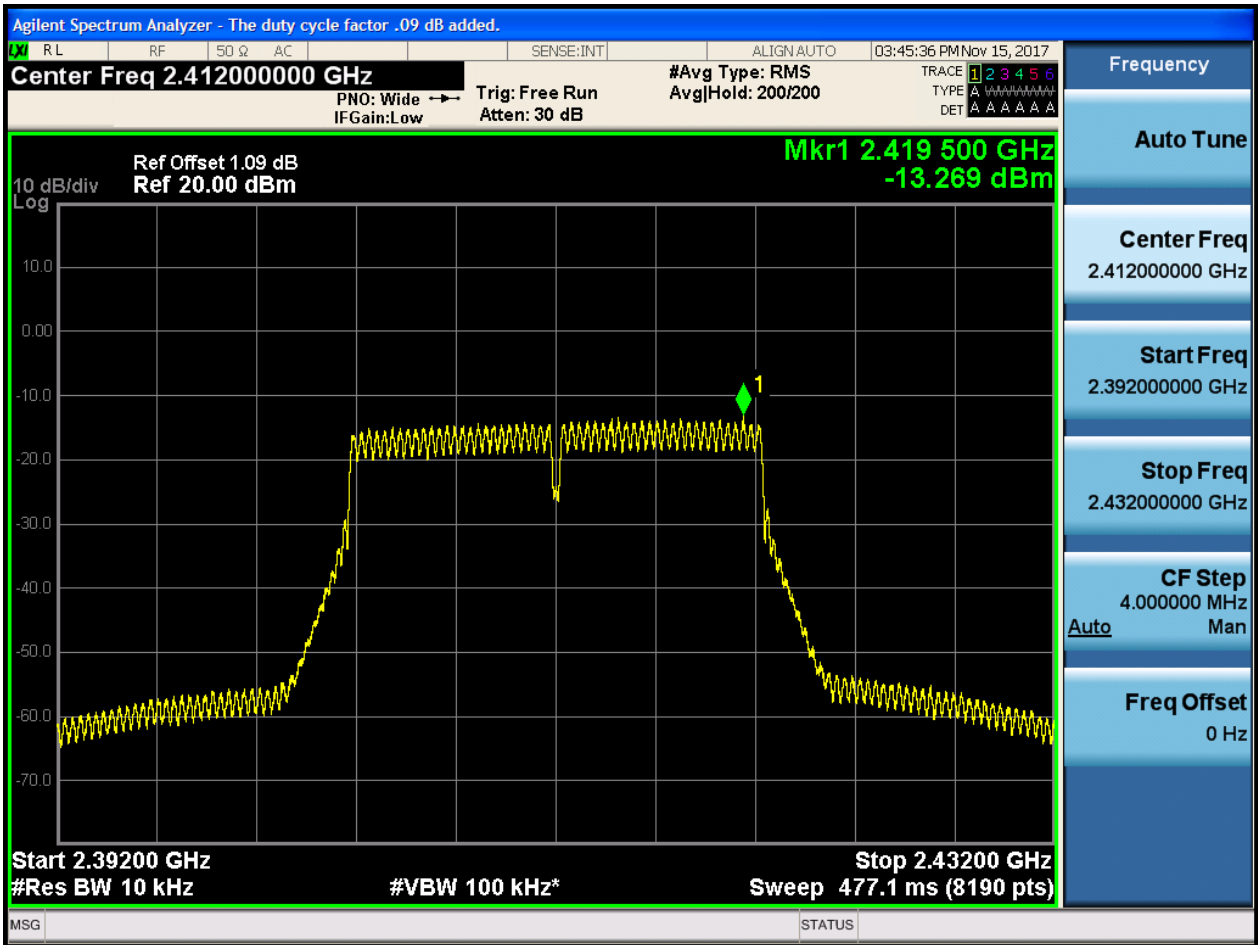 Agilent Spectrum Analyzer - The duty cycle factor .09 dB added.
LXI RL RF 50 Ω AC SENSE:INT ALIGN AUTO 03:45:36 PM Nov 15, 2017
Center Freq 2.412000000 GHz
PNO: Wide
IFGain:Low
Trig: Free Run
Atten: 30 dB
#Avg Type: RMS
Avg|Hold: 200/200
TRACE 1 2 3 4 5 6
TYPE A WWWWW
DET A A A A A A
Ref Offset 1.09 dB
Ref 20.00 dBm
10 dB/div
Log
Mkr1 2.419 500 GHz
-13.269 dBm
10.0
0.00
-10.0
-20.0
-30.0
-40.0
-50.0
-60.0
-70.0
1
Start 2.39200 GHz
Stop 2.43200 GHz
#Res BW 10 kHz
#VBW 100 kHz*
Sweep 477.1 ms (8190 pts)
MSG
STATUS
Frequency
Auto Tune
Center Freq
2.412000000 GHz
Start Freq
2.392000000 GHz
Stop Freq
2.432000000 GHz
CF Step
4.000000 MHz
Auto Man
Freq Offset
0 Hz